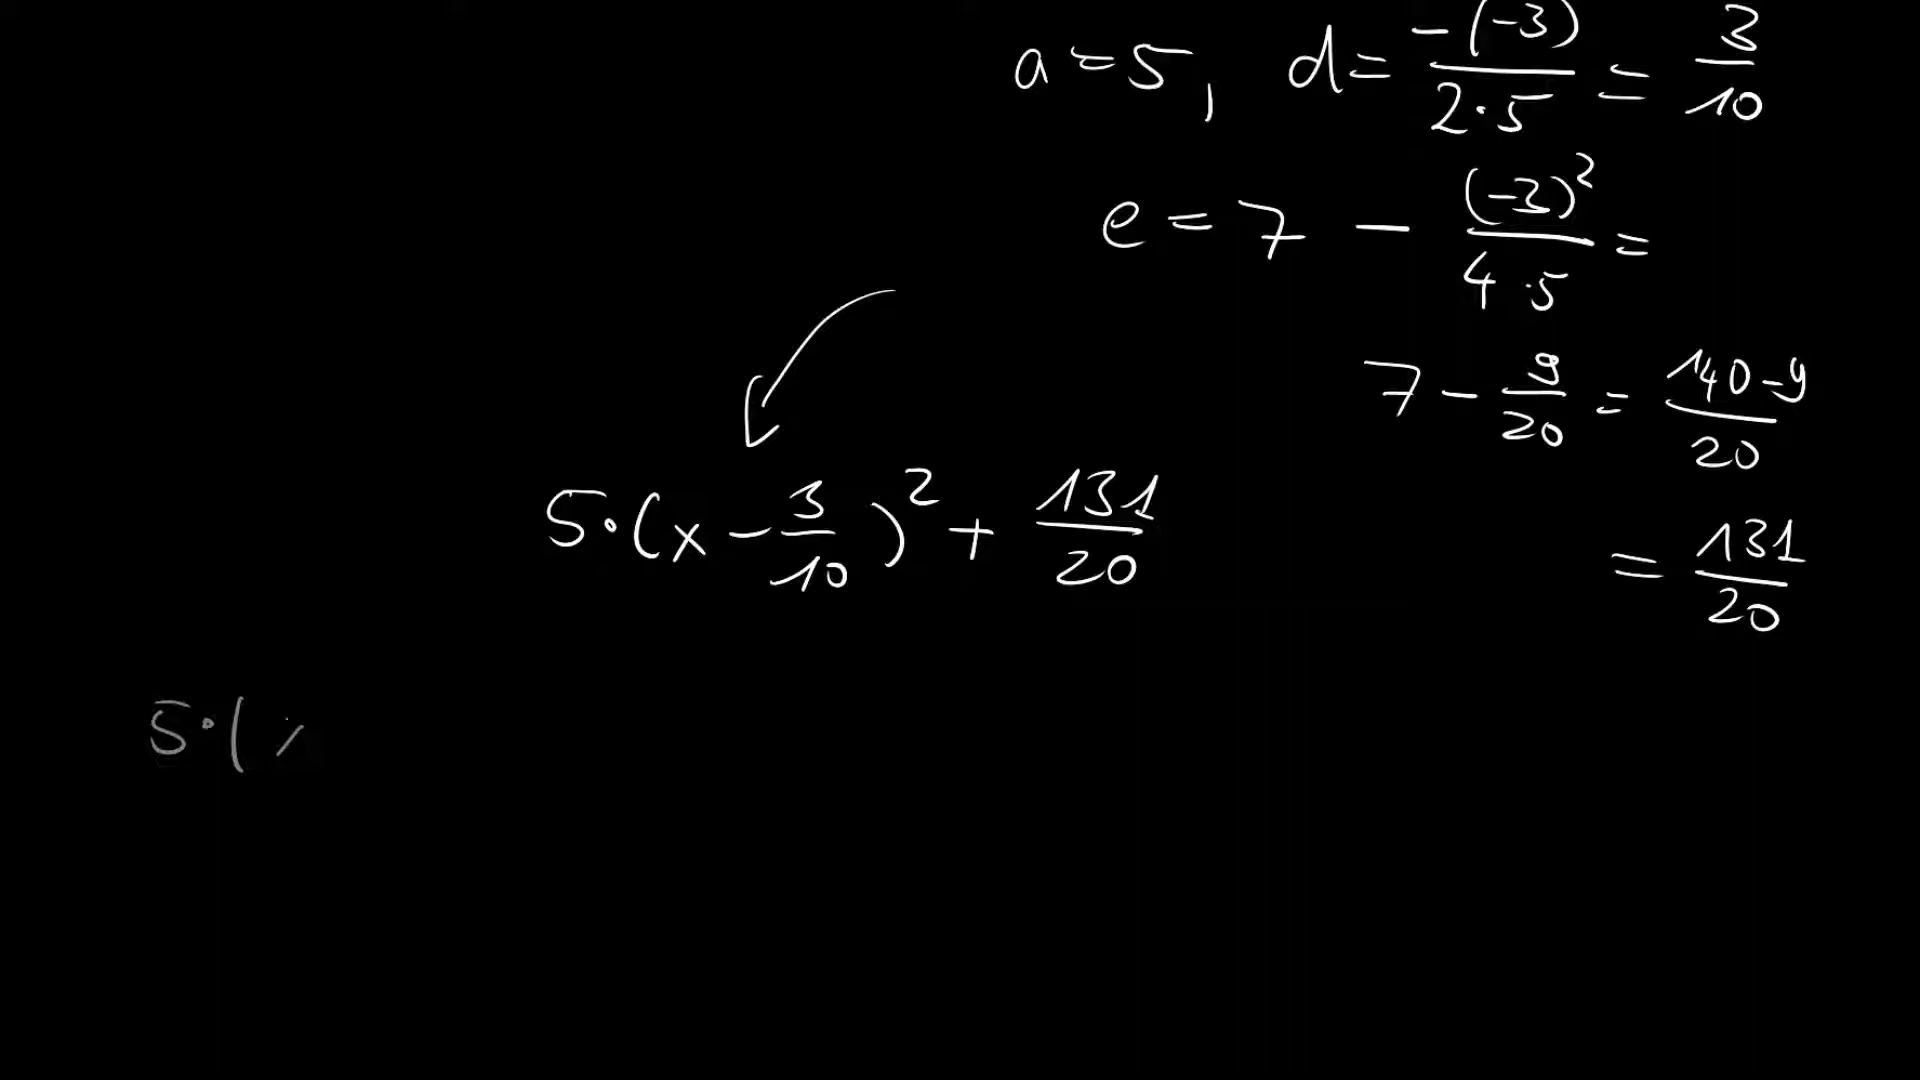 a = 5, d = -(-3)/2·5 = 3/10
e = 7 - (-3)²/4·5 =
7 - 9/20 = 140-9/20
5·(x - 3/10)² + 131/20
= 131/20
5·(